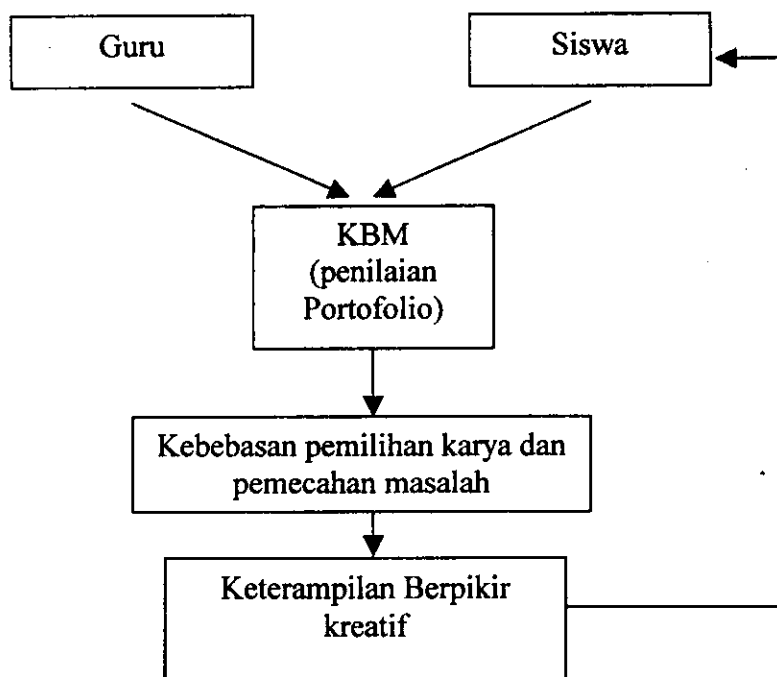 Guru
Siswa
KBM
(penilaian
Portofolio)
Kebebasan pemilihan karya dan
pemecahan masalah
Keterampilan Berpikir
kreatif